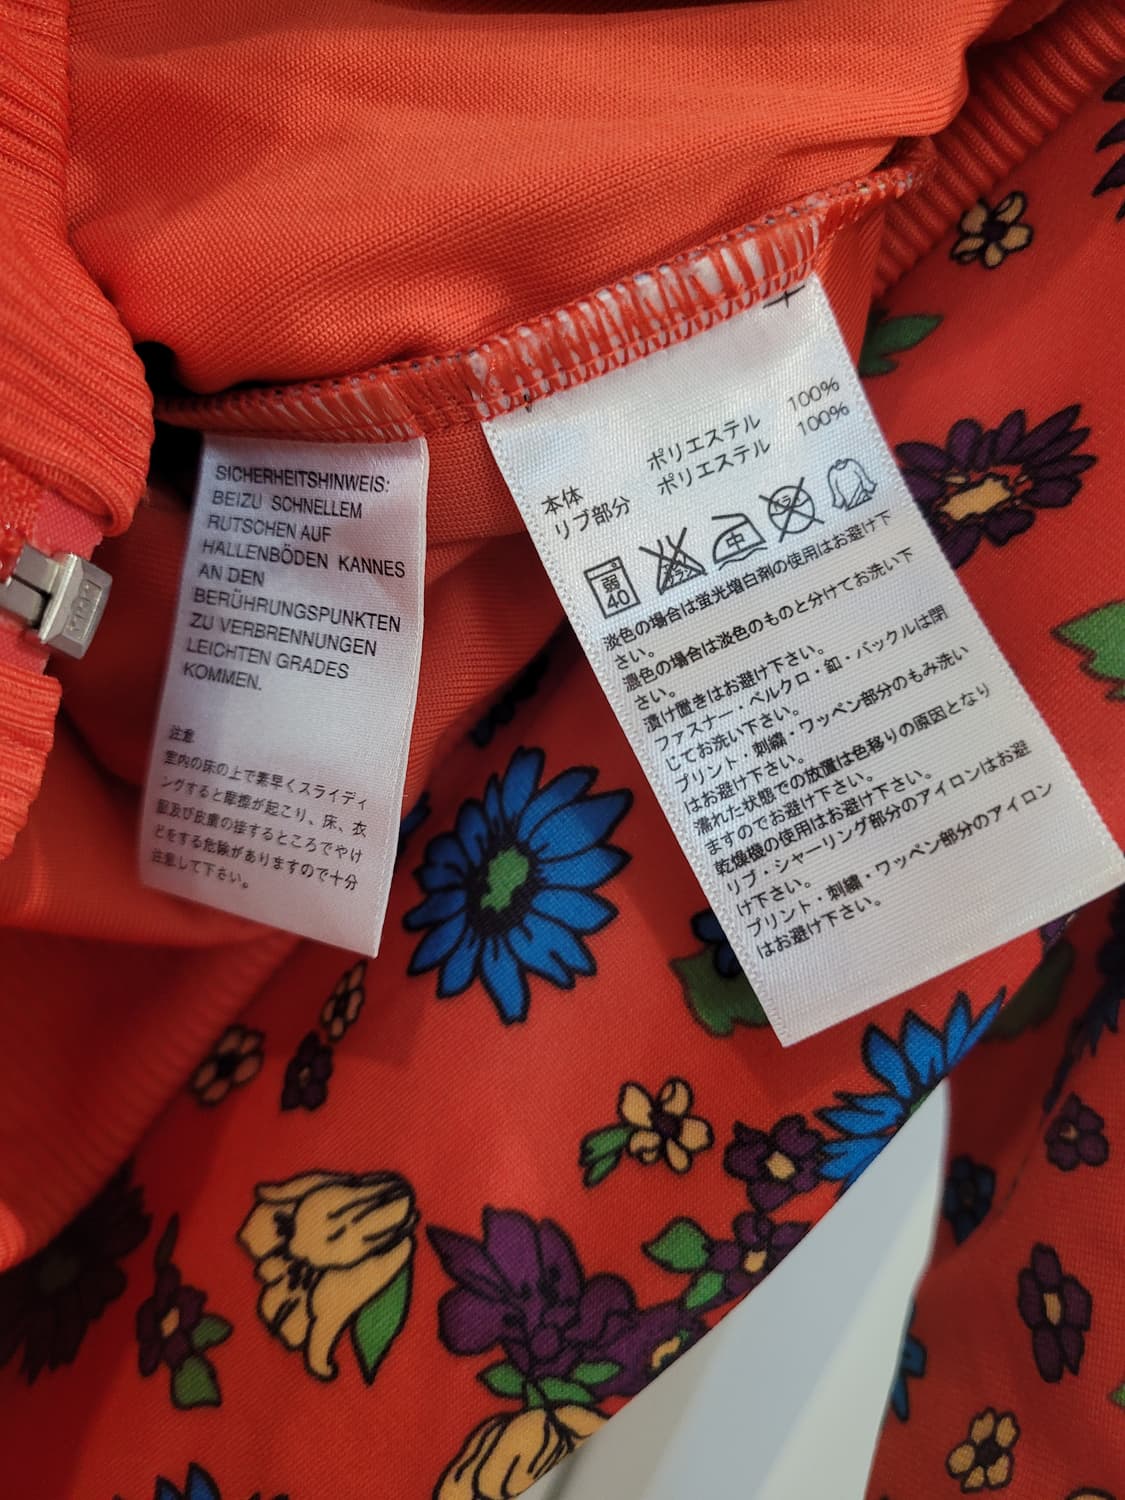 SICHERHEITSHINWEIS:
BEIZU SCHNELLEM
RUTSCHEN AUF
HALLENBÖDEN KANNES
AN DEN
BERÜHRUNGSPUNKTEN
ZU VERBRENNUNGEN
LEICHTEN GRADES
KOMMEN.
注意
室内の床の上で素早くスライディ
ングすると摩擦が起こり、床、衣
服及び皮膚の接するところでやけ
どをする危険がありますので十分
注意して下さい。
本体 ポリエステル 100%
リブ部分 ポリエステル 100%
弱 40
エンソサラシ
中
ドライ
淡色の場合は蛍光増白剤の使用はお避け下
さい。
濃色の場合は淡色のものと分けてお洗い下
さい。
漬け置きはお避け下さい。
ファスナー・ベルクロ・釦・バックルは閉
じてお洗い下さい。
プリント・刺繍・ワッペン部分のもみ洗い
はお避け下さい。
濡れた状態での放置は色移りの原因となり
ますのでお避け下さい。
乾燥機の使用はお避け下さい。
リブ・シャーリング部分のアイロンはお避
け下さい。
プリント・刺繍・ワッペン部分のアイロン
はお避け下さい。